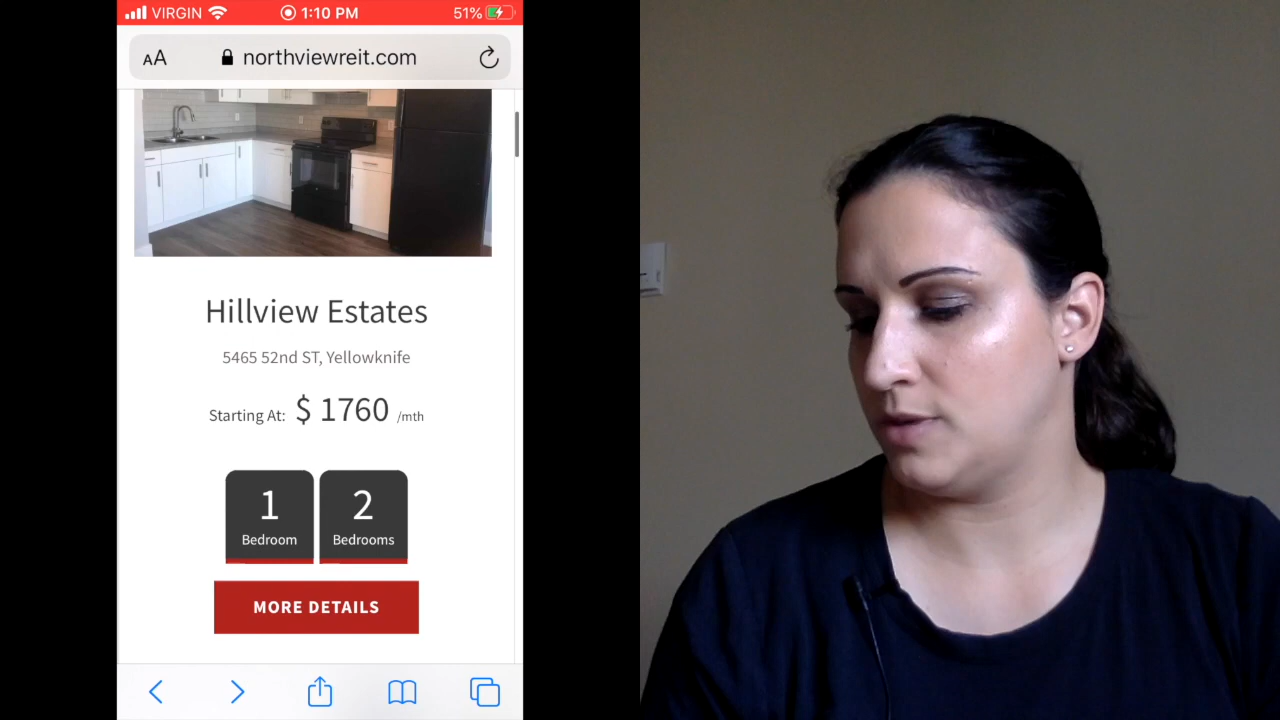 VIRGIN 1:10 PM 51%
AA northviewreit.com
Hillview Estates
5465 52nd ST, Yellowknife
Starting At: $ 1760 /mth
1 2
Bedroom Bedrooms
MORE DETAILS